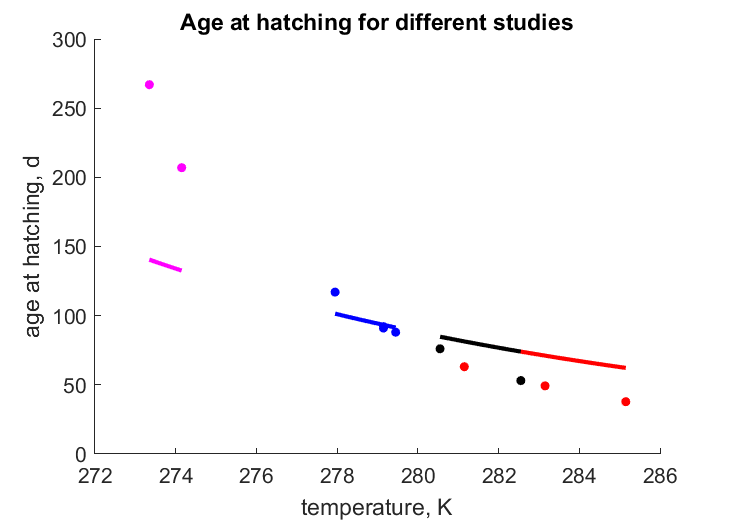 Age at hatching for different studies
300
250
200
150
100
50
0
age at hatching, d
272 274 276 278 280 282 284 286
temperature, K